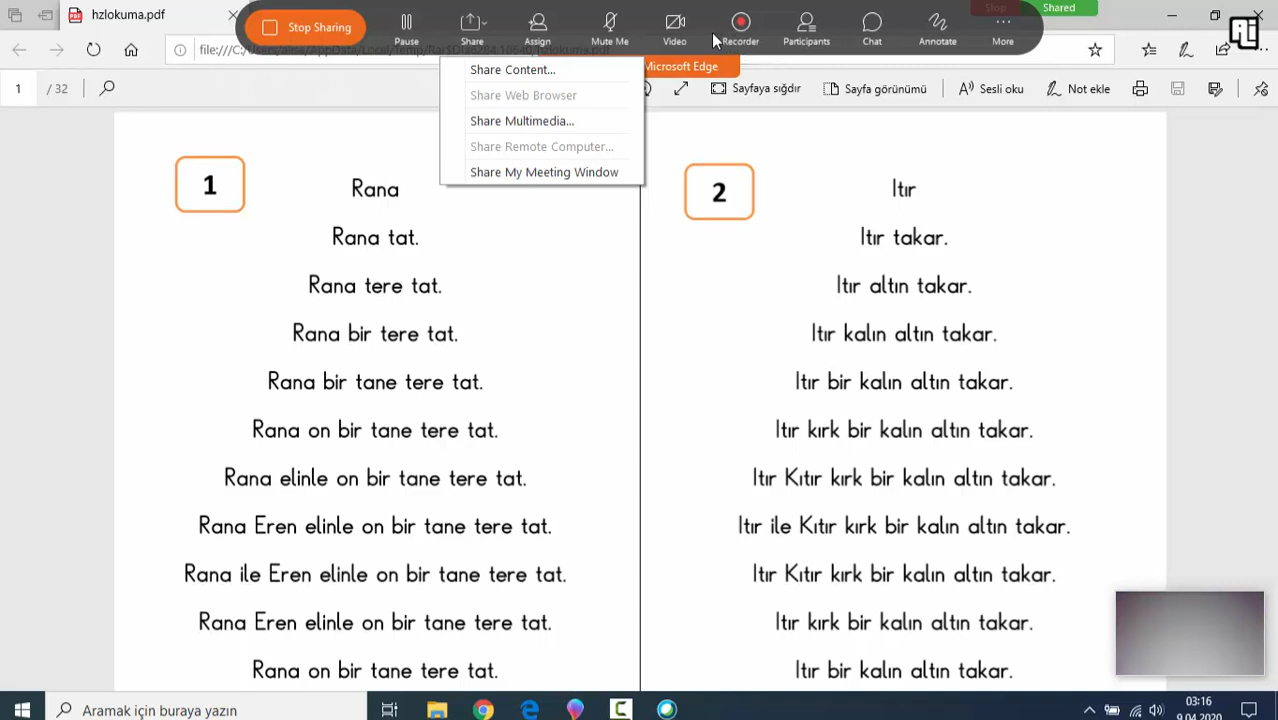 hzlokuma.pdf
Stop Sharing
Pause
Share
Assign
Mute Me
Video
Recorder
Participants
Chat
Annotate
More
Stop
Shared
Microsoft Edge
1 / 32
Sayfaya sığdır
Sayfa görünümü
Sesli oku
Not ekle
Share Content...
Share Web Browser
Share Multimedia...
Share Remote Computer...
Share My Meeting Window
1
Rana
Rana tat.
Rana tere tat.
Rana bir tere tat.
Rana bir tane tere tat.
Rana on bir tane tere tat.
Rana elinle on bir tane tere tat.
Rana Eren elinle on bir tane tere tat.
Rana ile Eren elinle on bir tane tere tat.
Rana Eren elinle on bir tane tere tat.
Rana on bir tane tere tat.
2
Itır
Itır takar.
Itır altın takar.
Itır kalın altın takar.
Itır bir kalın altın takar.
Itır kırk bir kalın altın takar.
Itır Kıtır kırk bir kalın altın takar.
Itır ile Kıtır kırk bir kalın altın takar.
Itır Kıtır kırk bir kalın altın takar.
Itır kırk bir kalın altın takar.
Itır bir kalın altın takar.
Aramak için buraya yazın
03:16
9.04.2020